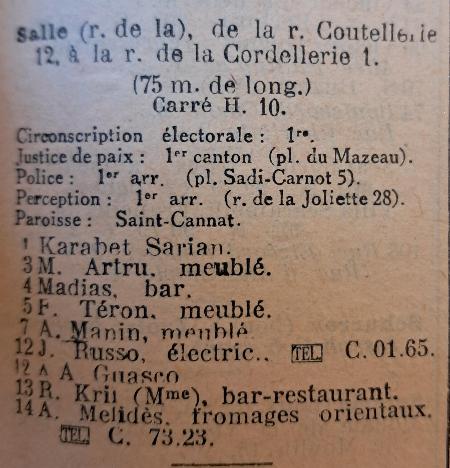 Salle (r. de la), de la r. Coutellerie
12, à la r. de la Cordellerie 1.
(75 m. de long.)
Carré H. 10.
Circonscription électorale : 1re.
Justice de paix : 1er canton (pl. du Mazeau).
Police : 1er arr. (pl. Sadi-Carnot 5).
Perception : 1er arr. (r. de la Joliette 28).
Paroisse : Saint-Cannat.
1 Karabet Sarian.
3 M. Artru, meublé.
4 Madias, bar.
5 F. Téron, meublé.
7 A. Manin, meublé
12 J. Russo, électric.. TEL. C. 01.65.
12 A A Guasco
13 R. Krii (Mme), bar-restaurant.
14 A. Melidès, fromages orientaux.
TEL. C. 73.23.